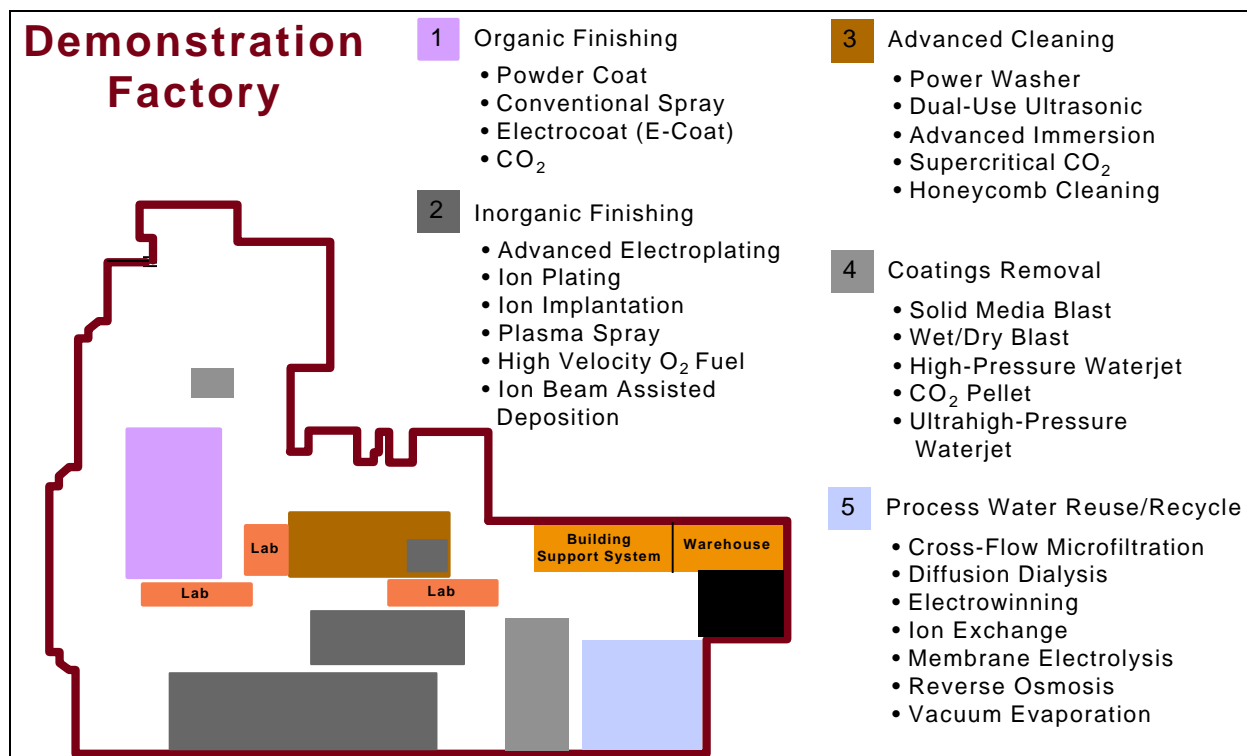 Demonstration
Factory
1 Organic Finishing
• Powder Coat
• Conventional Spray
• Electrocoat (E-Coat)
• CO₂
2 Inorganic Finishing
• Advanced Electroplating
• Ion Plating
• Ion Implantation
• Plasma Spray
• High Velocity O₂ Fuel
• Ion Beam Assisted
Deposition
3 Advanced Cleaning
• Power Washer
• Dual-Use Ultrasonic
• Advanced Immersion
• Supercritical CO₂
• Honeycomb Cleaning
4 Coatings Removal
• Solid Media Blast
• Wet/Dry Blast
• High-Pressure Waterjet
• CO₂ Pellet
• Ultrahigh-Pressure
Waterjet
5 Process Water Reuse/Recycle
• Cross-Flow Microfiltration
• Diffusion Dialysis
• Electrowinning
• Ion Exchange
• Membrane Electrolysis
• Reverse Osmosis
• Vacuum Evaporation
Lab
Building
Support System
Warehouse
Lab
Lab